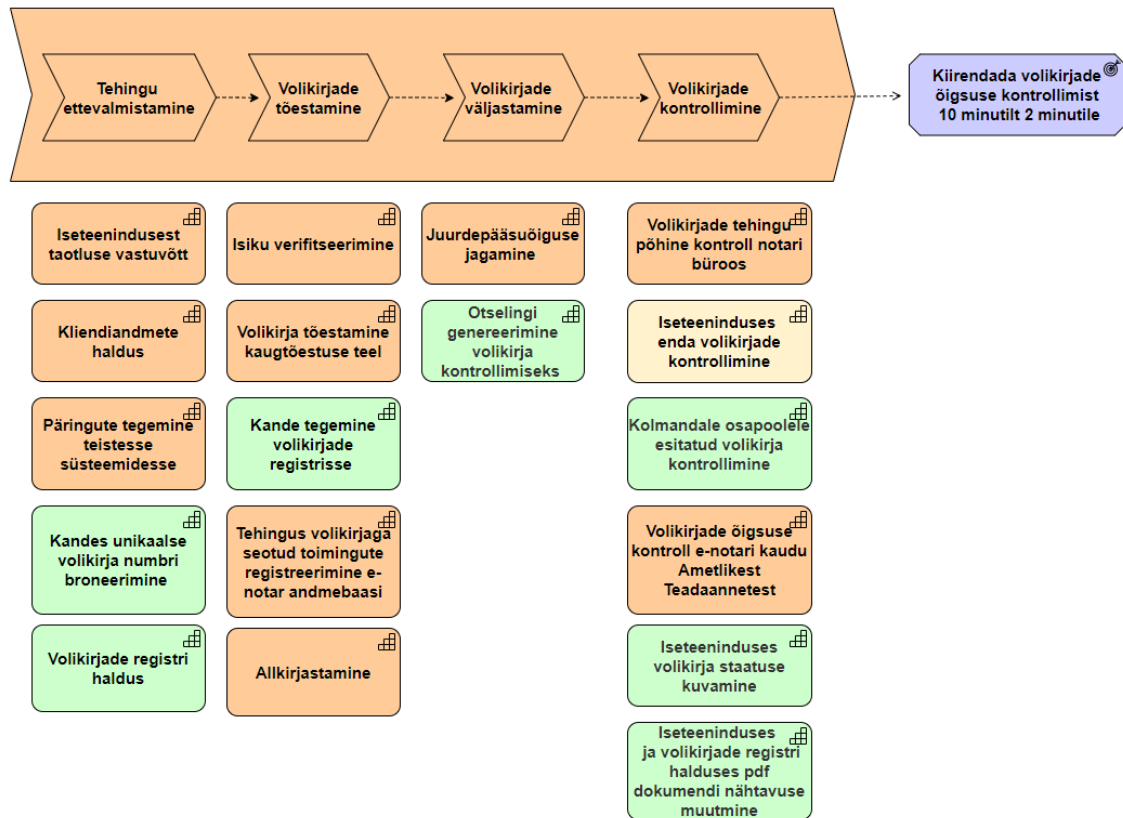 Tehingu
ettevalmistamine
Volikirjade
tõestamine
Volikirjade
väljastamine
Volikirjade
kontrollimine
Kiirendada volikirjade
õigsuse kontrollimist
10 minutilt 2 minutile
Iseteenindusest
taotluse vastuvõtt
Kliendiandmete
haldus
Päringute tegemine
teistesse
süsteemidesse
Kandes unikaalse
volikirja numbri
broneerimine
Volikirjade registri
haldus
Isiku verifitseerimine
Volikirja tõestamine
kaugtõestuse teel
Kande tegemine
volikirjade
registrisse
Tehingus volikirjaga
seotud toimingute
registreerimine e-
notar andmebaasi
Allkirjastamine
Juurdepääsuõiguse
jagamine
Otselingi
genereerimine
volikirja
kontrollimiseks
Volikirjade tehingu
põhine kontroll notari
büroos
Iseteeninduses
enda volikirjade
kontrollimine
Kolmandale osapoolele
esitatud volikirja
kontrollimine
Volikirjade õigsuse
kontroll e-notari kaudu
Ametlikest
Teadaannetest
Iseteeninduses
volikirja staatuse
kuvamine
Iseteeninduses
ja volikirjade registri
halduses pdf
dokumendi nähtavuse
muutmine